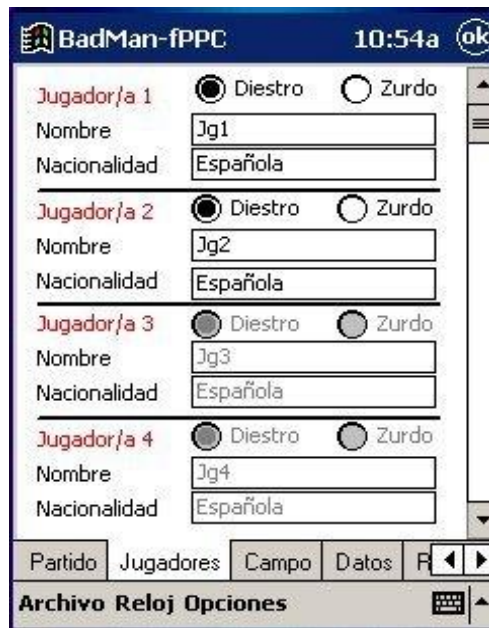 BadMan-fPPC 10:54a ok
Jugador/a 1 Diestro Zurdo
Nombre Jg1
Nacionalidad Española
Jugador/a 2 Diestro Zurdo
Nombre Jg2
Nacionalidad Española
Jugador/a 3 Diestro Zurdo
Nombre Jg3
Nacionalidad Española
Jugador/a 4 Diestro Zurdo
Nombre Jg4
Nacionalidad Española
Partido Jugadores Campo Datos
Archivo Reloj Opciones